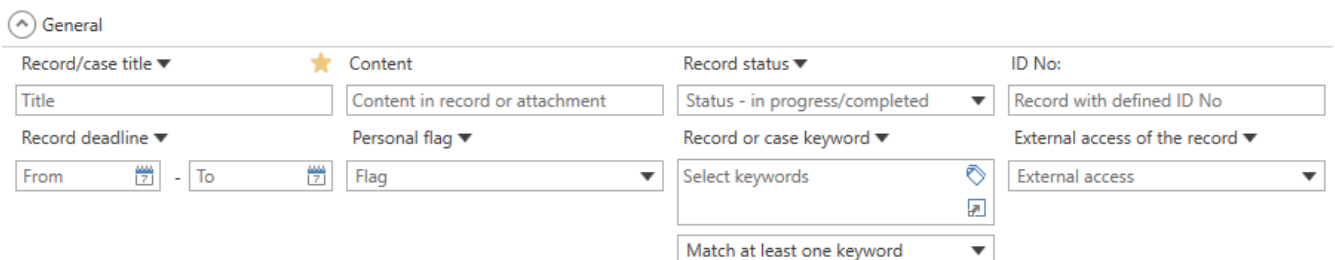 General
Record/case title Content Record status ID No:
Title Content in record or attachment Status - in progress/completed Record with defined ID No
Record deadline Personal flag Record or case keyword External access of the record
From 7 - To 7 Flag Select keywords External access
Match at least one keyword